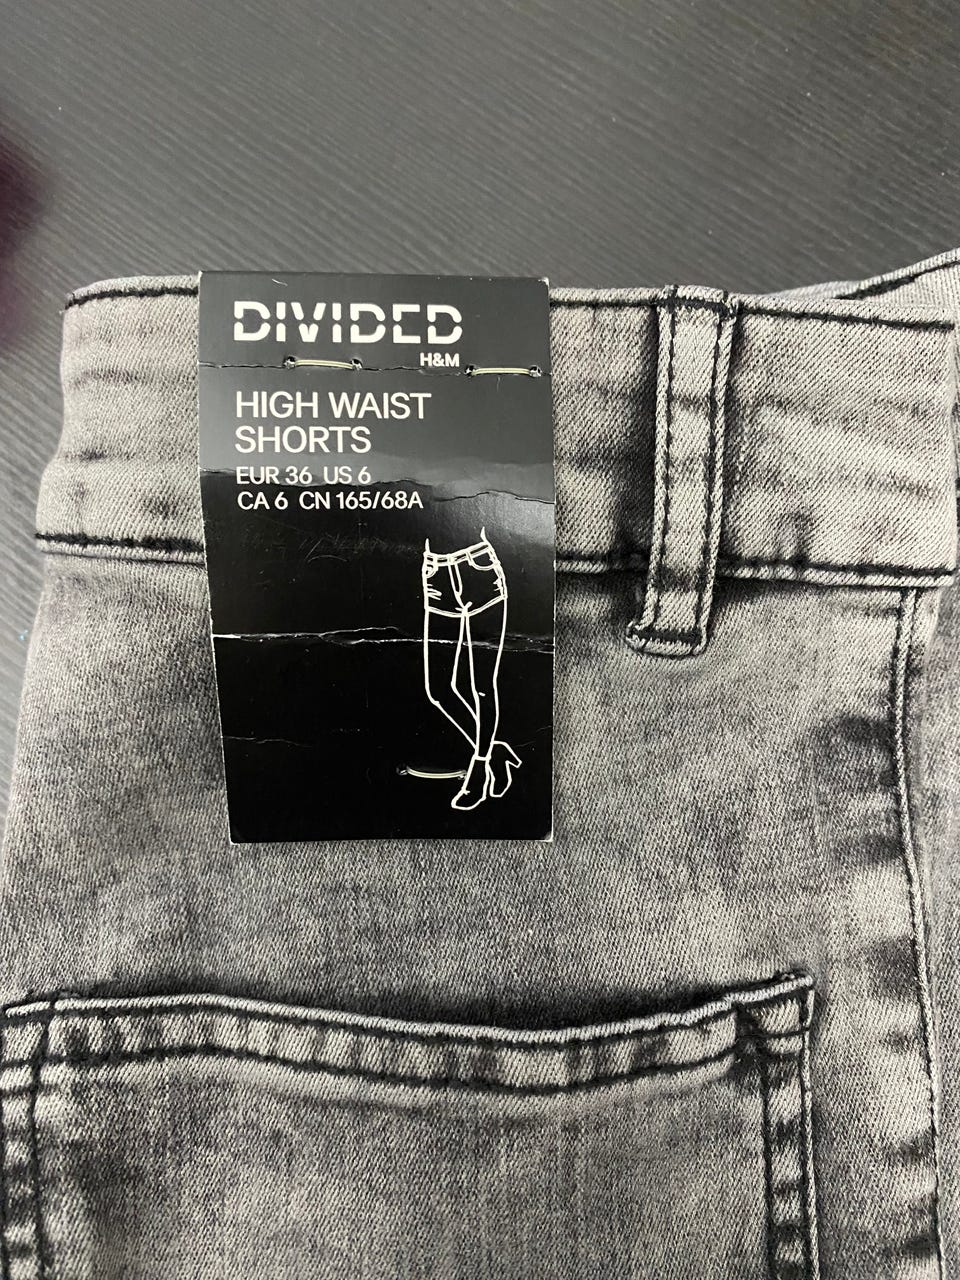 DIVIDED
H&M
HIGH WAIST
SHORTS
EUR 36 US 6
CA 6 CN 165/68A